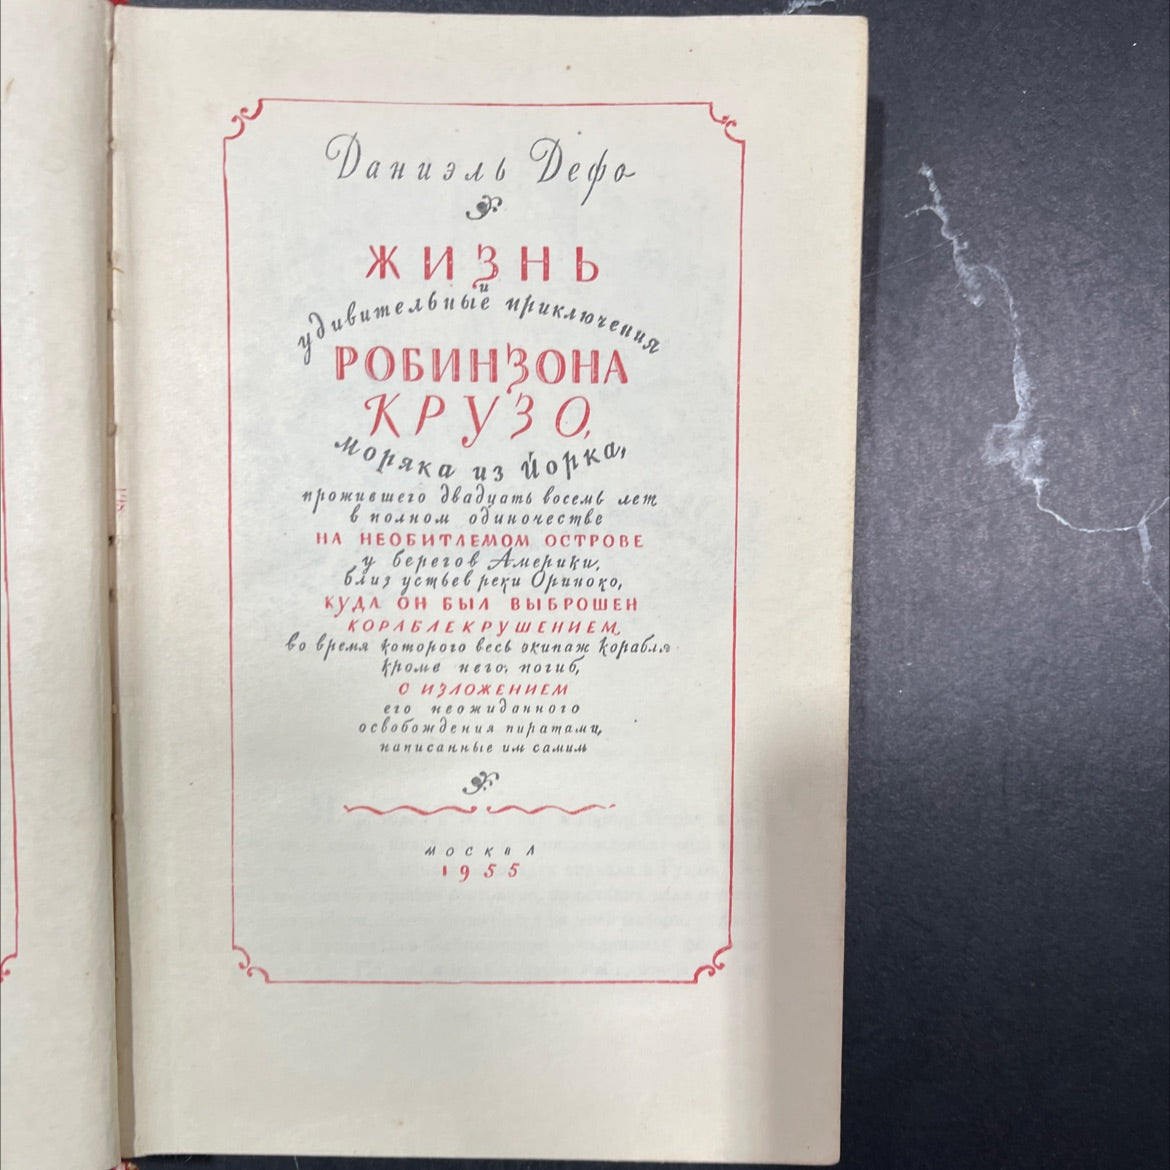 Даниэль Дефо
ЖИЗНЬ
и
удивительные приключения
РОБИНЗОНА
КРУЗО,
моряка из Йорка,
прожившего двадцать восемь лет
в полном одиночестве
НА НЕОБИТАЕМОМ ОСТРОВЕ
у берегов Америки,
близ устьев реки Ориноко,
КУДА ОН БЫЛ ВЫБРОШЕН
КОРАБЛЕКРУШЕНИЕМ,
во время которого весь экипаж корабля
кроме него, погиб,
С ИЗЛОЖЕНИЕМ
его неожиданного
освобождения пиратами,
написанные им самим
МОСКВА
1955